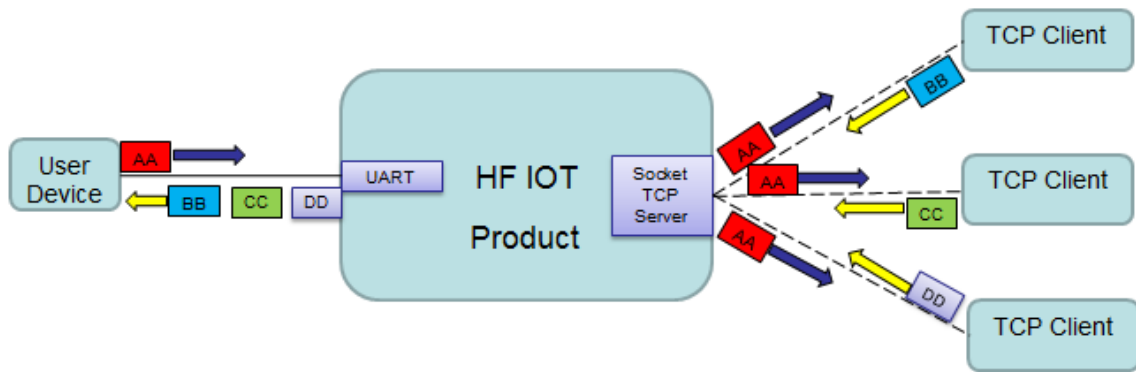 User
Device
AA
BB
CC
DD
UART
HF IOT
Product
Socket
TCP
Server
AA
AA
AA
BB
CC
DD
TCP Client
TCP Client
TCP Client